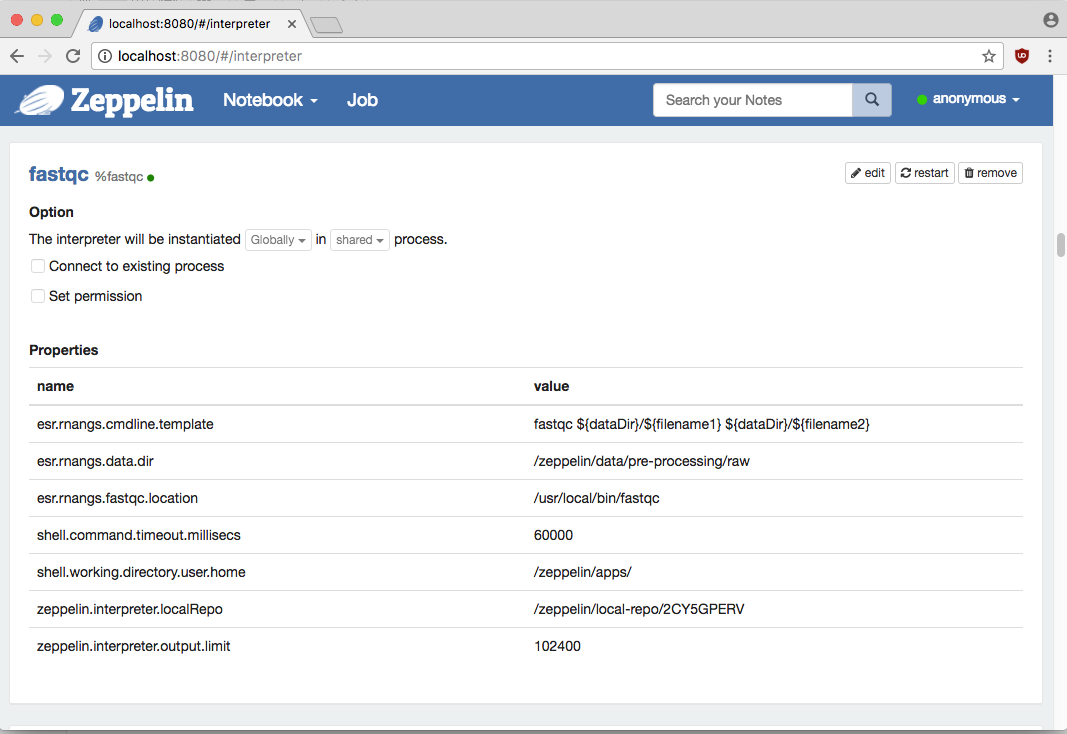 localhost:8080/#/interpreter
localhost:8080/#/interpreter
Zeppelin Notebook Job Search your Notes anonymous
fastqc %fastqc edit restart remove
Option
The interpreter will be instantiated Globally in shared process.
Connect to existing process
Set permission
Properties
name value
esr.rnangs.cmdline.template fastqc ${dataDir}/${filename1} ${dataDir}/${filename2}
esr.rnangs.data.dir /zeppelin/data/pre-processing/raw
esr.rnangs.fastqc.location /usr/local/bin/fastqc
shell.command.timeout.millisecs 60000
shell.working.directory.user.home /zeppelin/apps/
zeppelin.interpreter.localRepo /zeppelin/local-repo/2CY5GPERV
zeppelin.interpreter.output.limit 102400